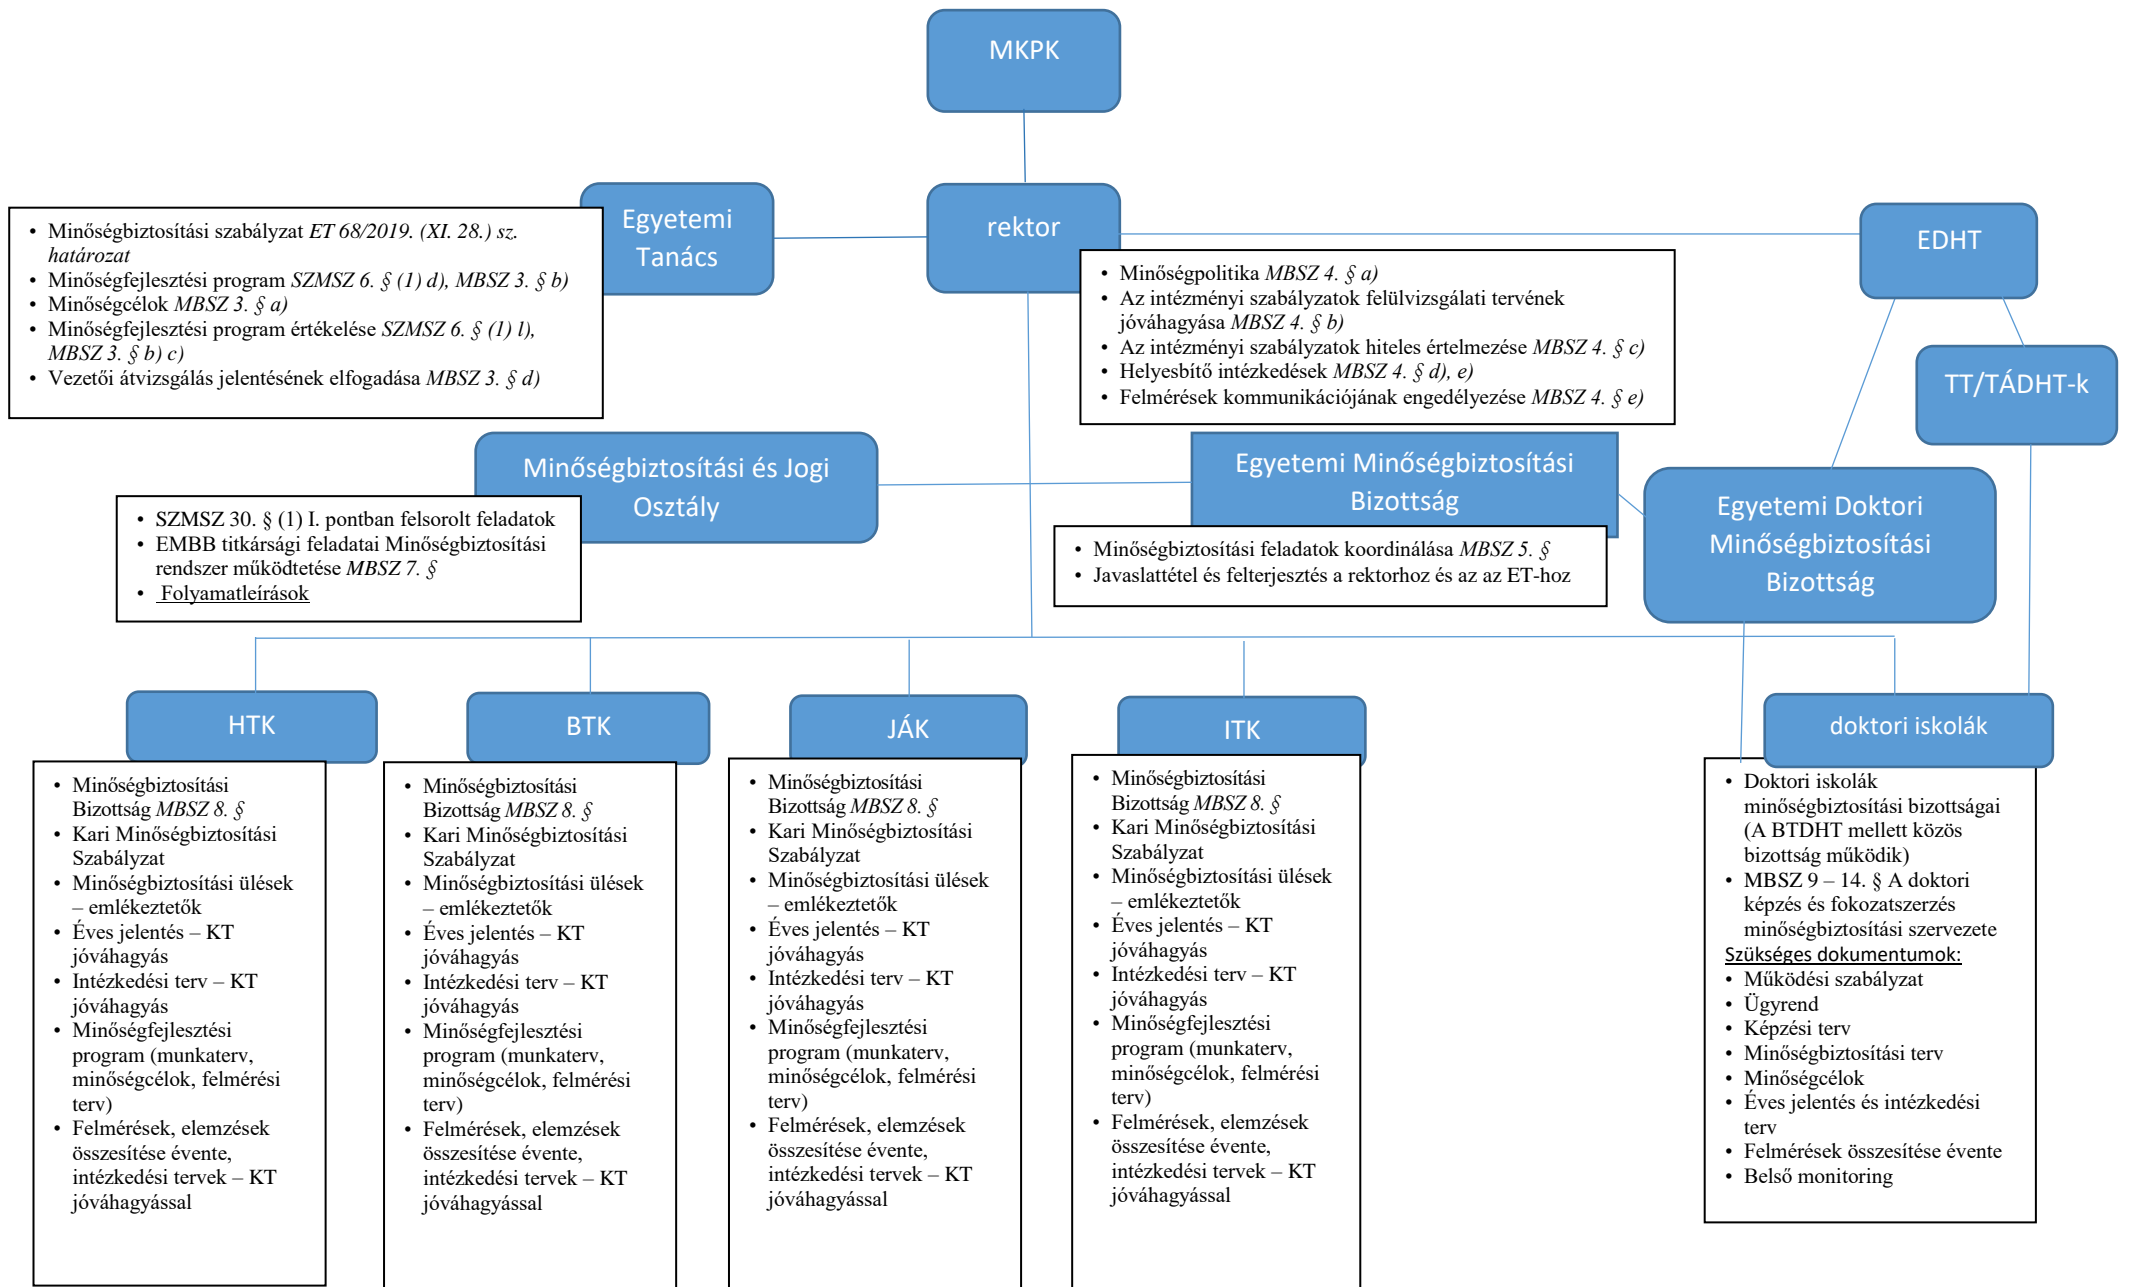 MKPK
Egyetemi
Tanács
rektor
EDHT
• Minőségbiztosítási szabályzat ET 68/2019. (XI. 28.) sz.
határozat
• Minőségfejlesztési program SZMSZ 6. § (1) d), MBSZ 3. § b)
• Minőségcélok MBSZ 3. § a)
• Minőségfejlesztési program értékelése SZMSZ 6. § (1) l),
MBSZ 3. § b) c)
• Vezetői átvizsgálás jelentésének elfogadása MBSZ 3. § d)
• Minőségpolitika MBSZ 4. § a)
• Az intézményi szabályzatok felülvizsgálati tervének
jóváhagyása MBSZ 4. § b)
• Az intézményi szabályzatok hiteles értelmezése MBSZ 4. § c)
• Helyesbítő intézkedések MBSZ 4. § d), e)
• Felmérések kommunikációjának engedélyezése MBSZ 4. § e)
TT/TÁDHT-k
Minőségbiztosítási és Jogi
Osztály
• SZMSZ 30. § (1) I. pontban felsorolt feladatok
• EMBB titkársági feladatai Minőségbiztosítási
rendszer működtetése MBSZ 7. §
• Folyamatleírások
Egyetemi Minőségbiztosítási
Bizottság
• Minőségbiztosítási feladatok koordinálása MBSZ 5. §
• Javaslattétel és felterjesztés a rektorhoz és az az ET-hoz
Egyetemi Doktori
Minőségbiztosítási
Bizottság
HTK
• Minőségbiztosítási
Bizottság MBSZ 8. §
• Kari Minőségbiztosítási
Szabályzat
• Minőségbiztosítási ülések
– emlékeztetők
• Éves jelentés – KT
jóváhagyás
• Intézkedési terv – KT
jóváhagyás
• Minőségfejlesztési
program (munkaterv,
minőségcélok, felmérési
terv)
• Felmérések, elemzések
összesítése évente,
intézkedési tervek – KT
jóváhagyással
BTK
• Minőségbiztosítási
Bizottság MBSZ 8. §
• Kari Minőségbiztosítási
Szabályzat
• Minőségbiztosítási ülések
– emlékeztetők
• Éves jelentés – KT
jóváhagyás
• Intézkedési terv – KT
jóváhagyás
• Minőségfejlesztési
program (munkaterv,
minőségcélok, felmérési
terv)
• Felmérések, elemzések
összesítése évente,
intézkedési tervek – KT
jóváhagyással
JÁK
• Minőségbiztosítási
Bizottság MBSZ 8. §
• Kari Minőségbiztosítási
Szabályzat
• Minőségbiztosítási ülések
– emlékeztetők
• Éves jelentés – KT
jóváhagyás
• Intézkedési terv – KT
jóváhagyás
• Minőségfejlesztési
program (munkaterv,
minőségcélok, felmérési
terv)
• Felmérések, elemzések
összesítése évente,
intézkedési tervek – KT
jóváhagyással
ITK
• Minőségbiztosítási
Bizottság MBSZ 8. §
• Kari Minőségbiztosítási
Szabályzat
• Minőségbiztosítási ülések
– emlékeztetők
• Éves jelentés – KT
jóváhagyás
• Intézkedési terv – KT
jóváhagyás
• Minőségfejlesztési
program (munkaterv,
minőségcélok, felmérési
terv)
• Felmérések, elemzések
összesítése évente,
intézkedési tervek – KT
jóváhagyással
doktori iskolák
• Doktori iskolák
minőségbiztosítási bizottságai
(A BTDHT mellett közös
bizottság működik)
• MBSZ 9 – 14. § A doktori
képzés és fokozatszerzés
minőségbiztosítási szervezete
Szükséges dokumentumok:
• Működési szabályzat
• Ügyrend
• Képzési terv
• Minőségbiztosítási terv
• Minőségcélok
• Éves jelentés és intézkedési
terv
• Felmérések összesítése évente
• Belső monitoring